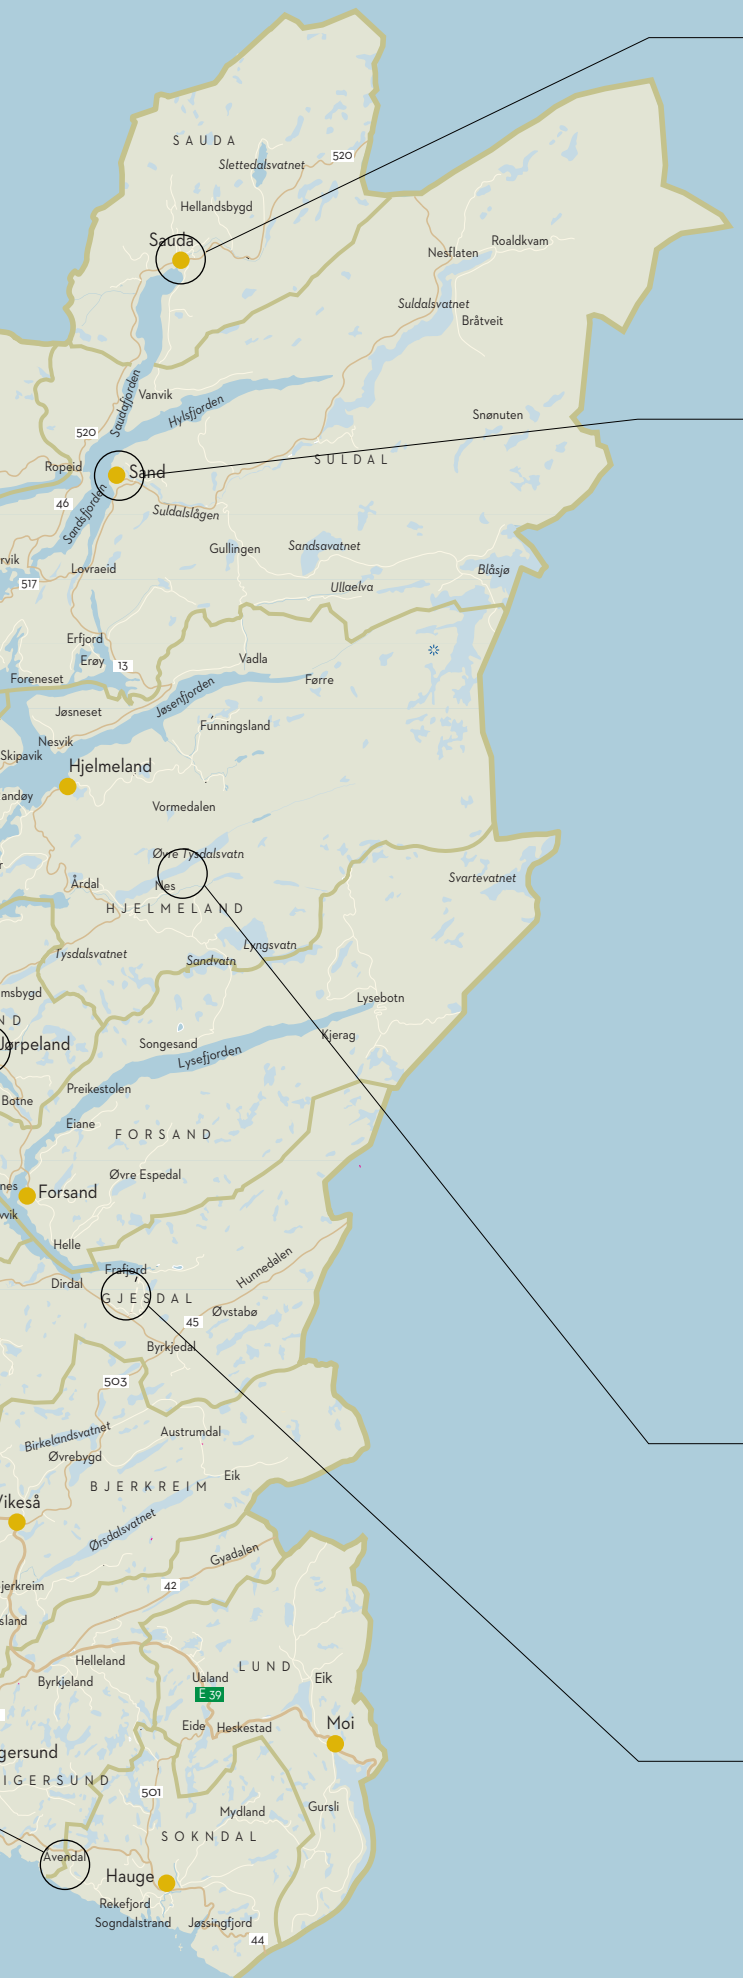 SAUDA
520
Slettedalsvatnet
Hellandsbygd
Sauda
Roaldkvam
Nesflaten
Suldalsvatnet
Bråtveit
Saudafjorden
Vanvik
Hylsfjorden
Snønuten
520
SULDAL
Ropeid
Sand
46
Sandsfjorden
Suldalslågen
Gullingen
Sandsavatnet
rvik
Lovraeid
Blåsjø
517
Ullaelva
Erfjord
Erøy
13
Vadla
Foreneset
Førre
Jøsenfjorden
Jøsneset
Funningsland
Nesvik
Skipavik
Hjelmeland
andøy
Vormedalen
Øvre Tysdalsvatn
Årdal
Nes
Svartevatnet
HJELMELAND
Lyngsvatn
Tysdalsvatnet
Sandvatn
msbygd
Lysebotn
ND
Kjerag
Jørpeland
Songesand
Lysefjorden
Preikestolen
Botne
Eiane
FORSAND
Øvre Espedal
nes
Forsand
vvik
Helle
Hunnedalen
Frafjord
Dirdal
GJESDAL
Øvstabø
45
Byrkjedal
503
Birkelandsvatnet
Austrumdal
Øvrebygd
Eik
BJERKREIM
Vikeså
Ørsdalsvatnet
Gyadalen
jerkreim
42
sland
Helleland
LUND
Ualand
Eik
Byrkjeland
E 39
Moi
Eide
Heskestad
gersund
IGERSUND
501
Gursli
Mydland
SOKNDAL
Avendal
Hauge
Rekefjord
Sogndalstrand
Jøssingfjord
44